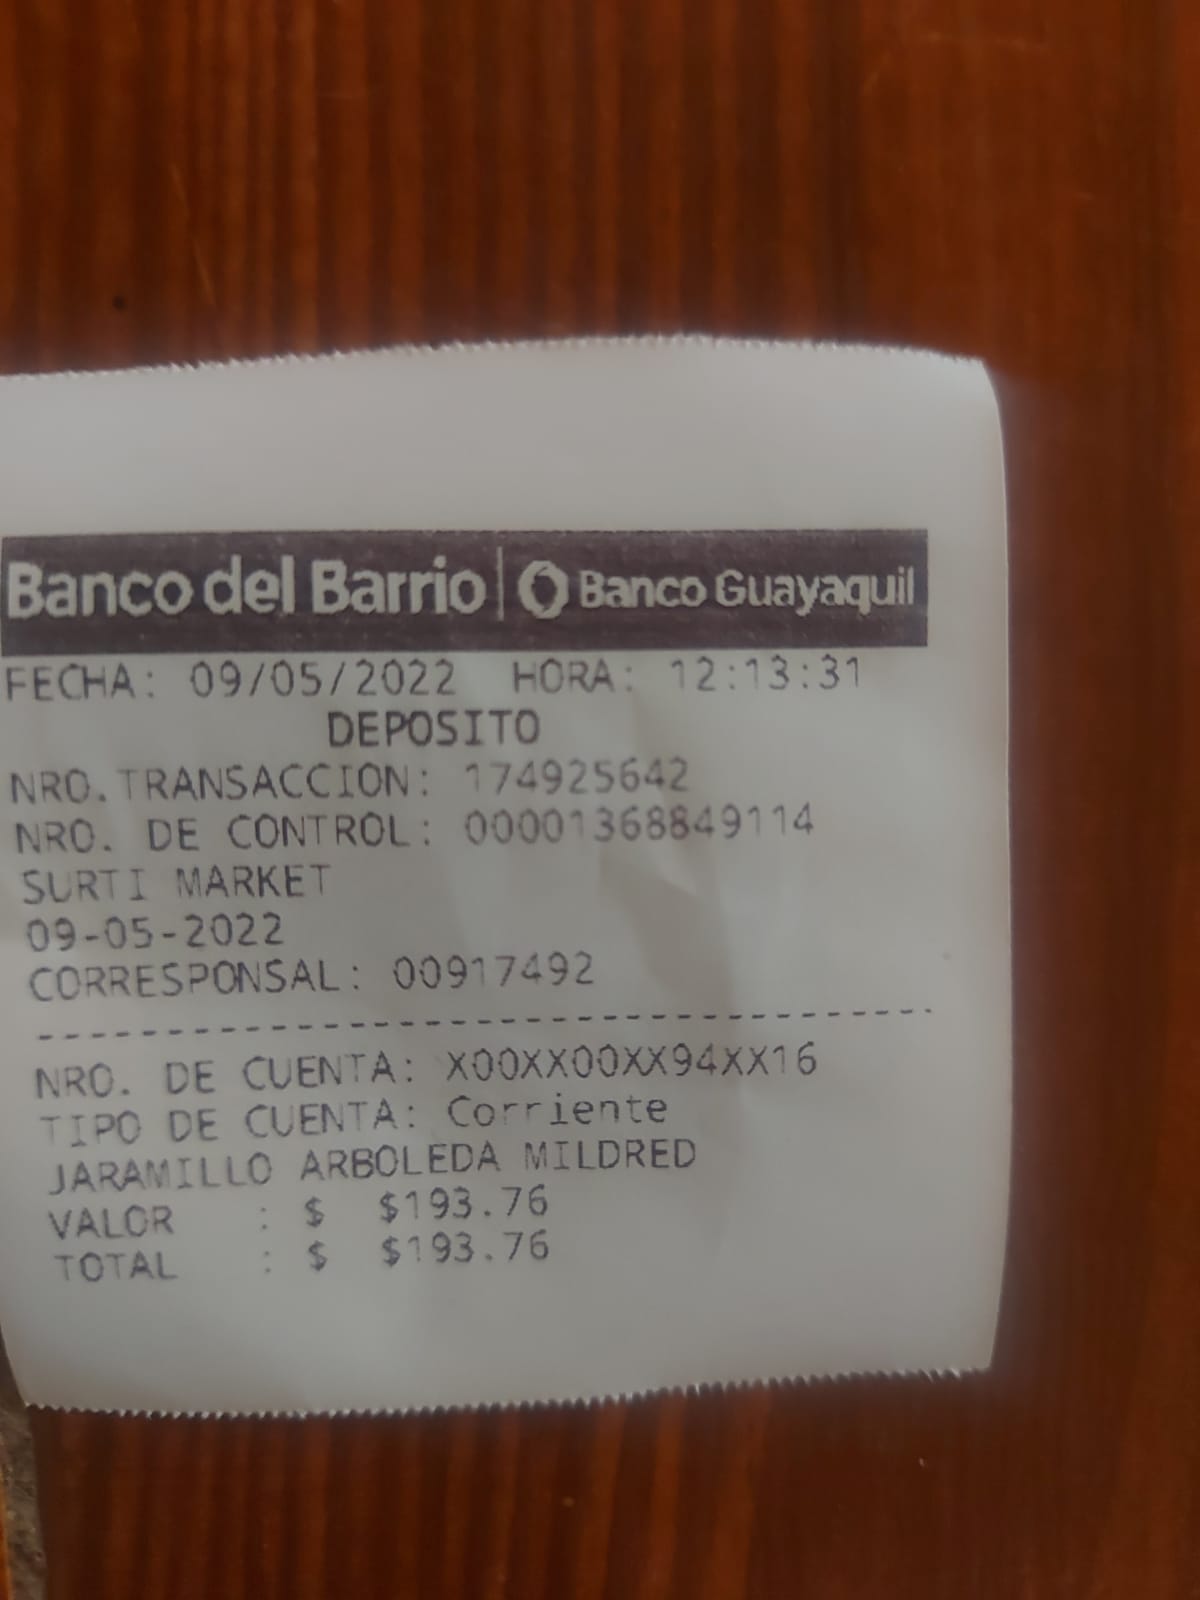 Banco del Barrio | Banco Guayaquil
FECHA: 09/05/2022 HORA: 12:13:31
DEPOSITO
NRO. TRANSACCION: 174925642
NRO. DE CONTROL: 00001368849114
SURTI MARKET
09-05-2022
CORRESPONSAL: 00917492
------------------------------------
NRO. DE CUENTA: X00XX00XX94XX16
TIPO DE CUENTA: Corriente
JARAMILLO ARBOLEDA MILDRED
VALOR : $ $193.76
TOTAL : $ $193.76